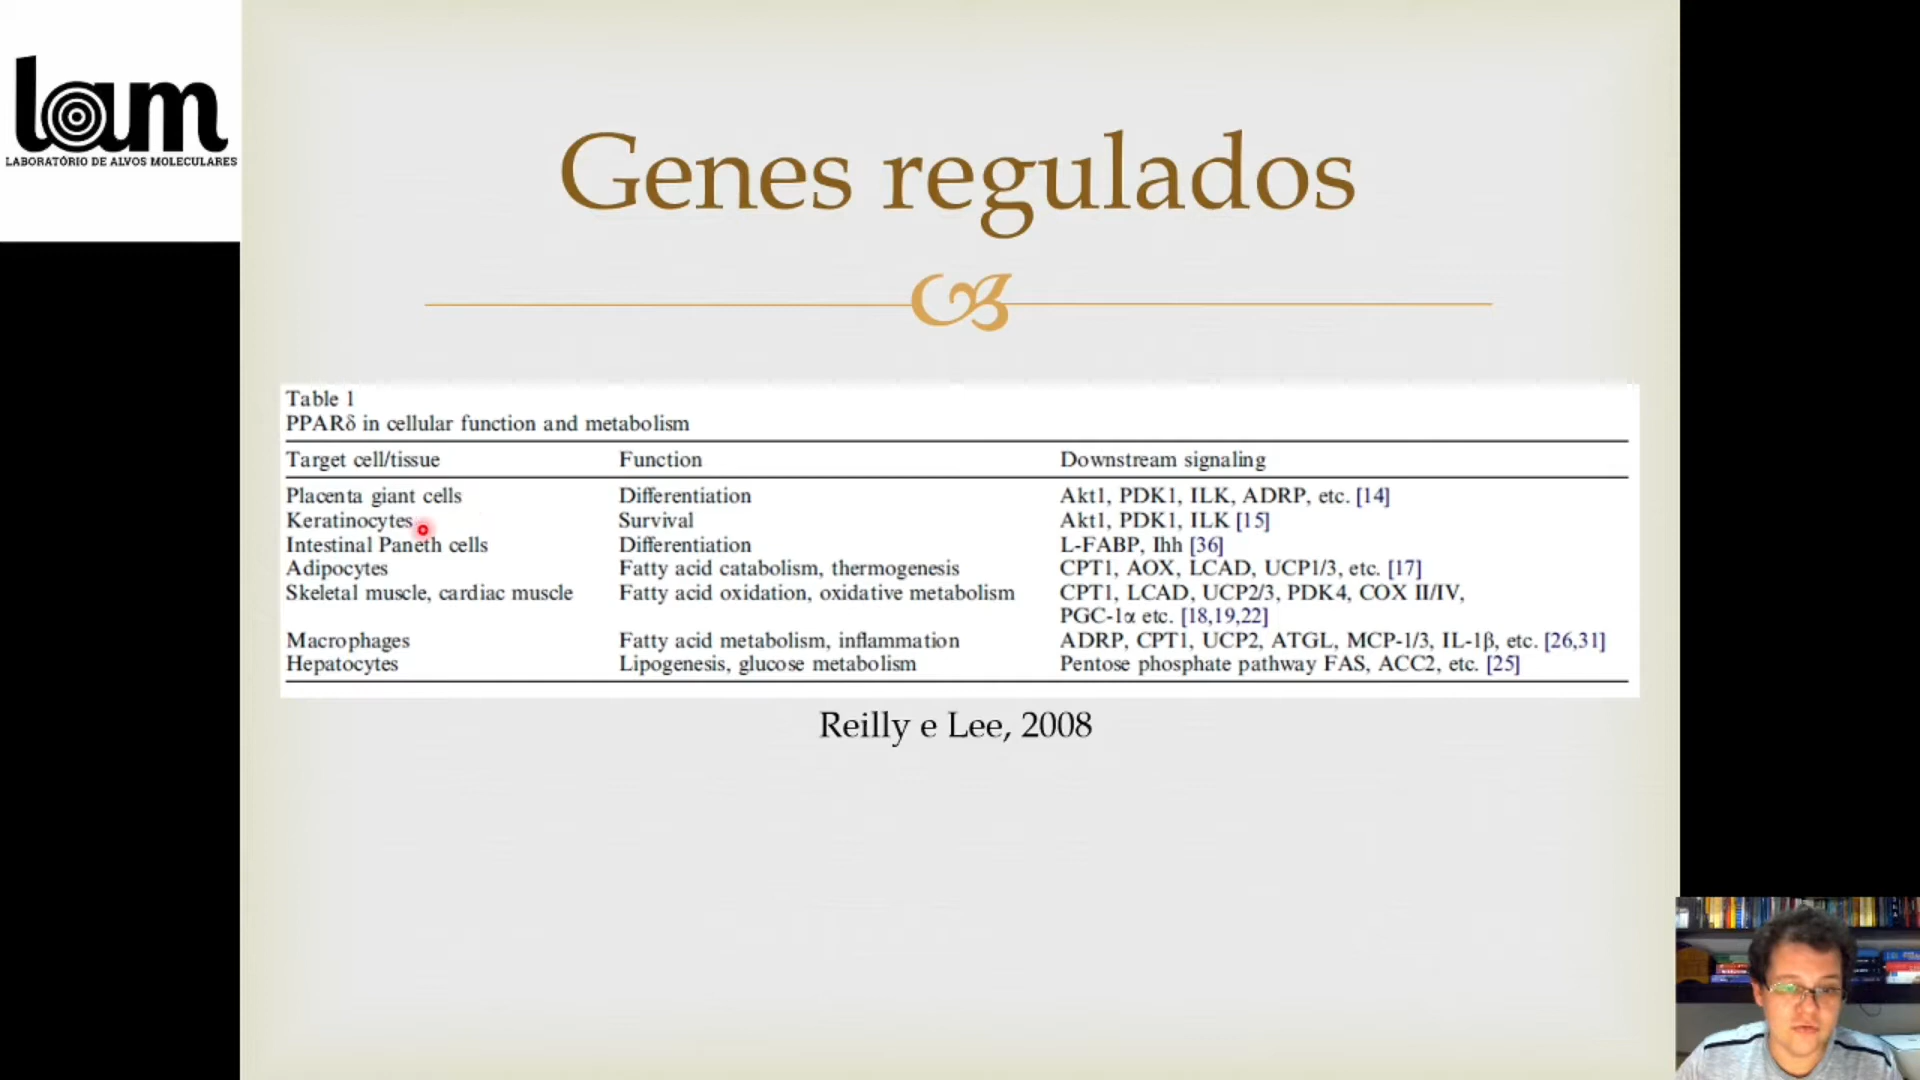 lam
LABORATÓRIO DE ALVOS MOLECULARES
Genes regulados
Table 1
PPARδ in cellular function and metabolism
Target cell/tissue Function Downstream signaling
Placenta giant cells Differentiation Akt1, PDK1, ILK, ADRP, etc. [14]
Keratinocytes Survival Akt1, PDK1, ILK [15]
Intestinal Paneth cells Differentiation L-FABP, Ihh [36]
Adipocytes Fatty acid catabolism, thermogenesis CPT1, AOX, LCAD, UCP1/3, etc. [17]
Skeletal muscle, cardiac muscle Fatty acid oxidation, oxidative metabolism CPT1, LCAD, UCP2/3, PDK4, COX II/IV,
PGC-1α etc. [18,19,22]
Macrophages Fatty acid metabolism, inflammation ADRP, CPT1, UCP2, ATGL, MCP-1/3, IL-1β, etc. [26,31]
Hepatocytes Lipogenesis, glucose metabolism Pentose phosphate pathway FAS, ACC2, etc. [25]
Reilly e Lee, 2008